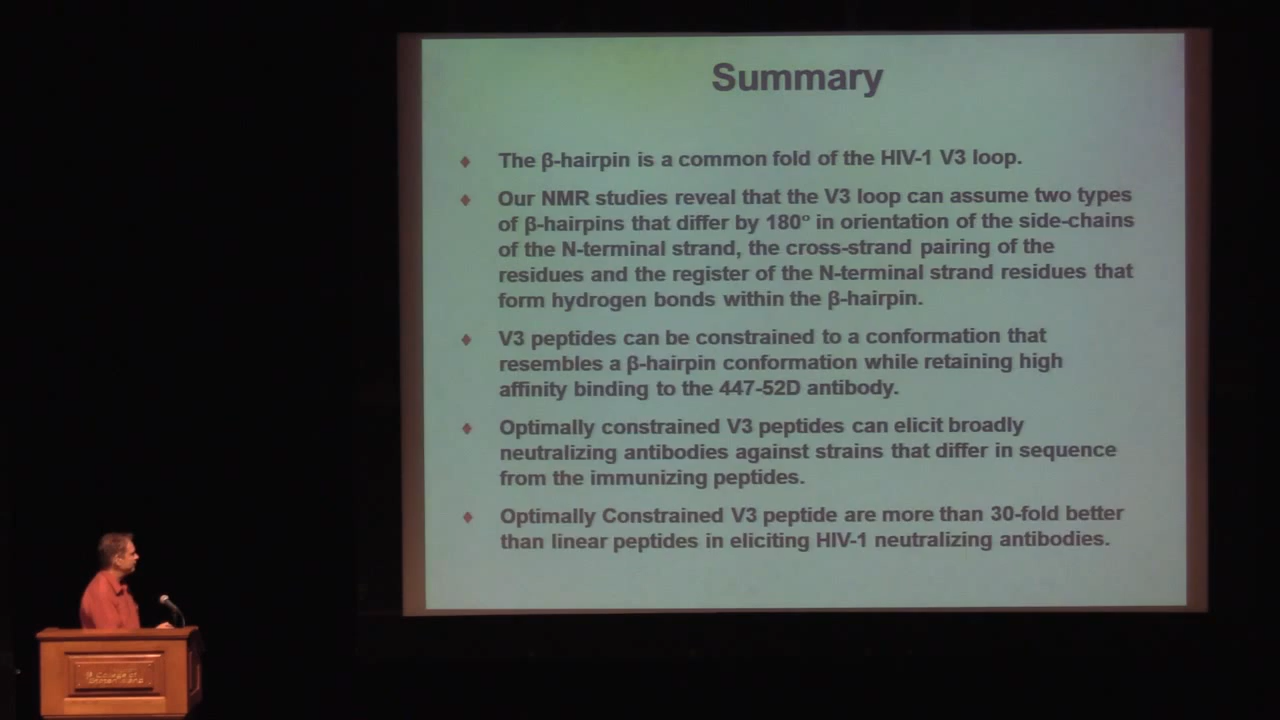 Summary
♦ The β-hairpin is a common fold of the HIV-1 V3 loop.
♦ Our NMR studies reveal that the V3 loop can assume two types
of β-hairpins that differ by 180° in orientation of the side-chains
of the N-terminal strand, the cross-strand pairing of the
residues and the register of the N-terminal strand residues that
form hydrogen bonds within the β-hairpin.
♦ V3 peptides can be constrained to a conformation that
resembles a β-hairpin conformation while retaining high
affinity binding to the 447-52D antibody.
♦ Optimally constrained V3 peptides can elicit broadly
neutralizing antibodies against strains that differ in sequence
from the immunizing peptides.
♦ Optimally Constrained V3 peptide are more than 30-fold better
than linear peptides in eliciting HIV-1 neutralizing antibodies.
College of